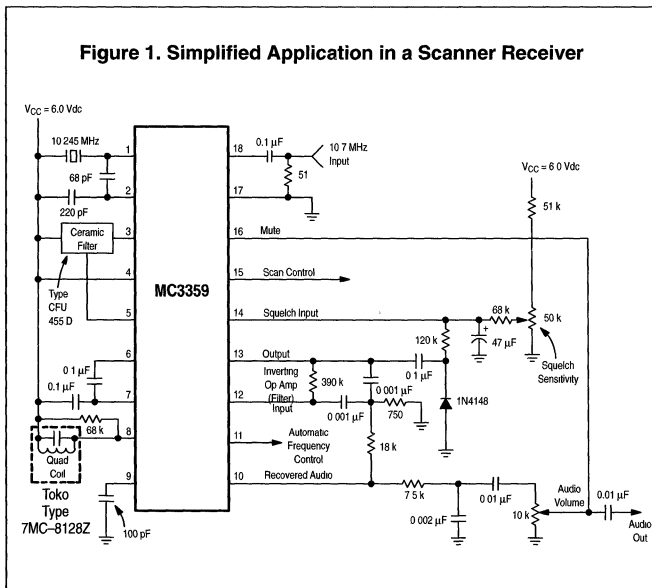 Figure 1. Simplified Application in a Scanner Receiver
VCC = 6.0 Vdc
10 245 MHz
1
68 pF
2
220 pF
Ceramic
Filter
3
4
Type
CFU
455 D
5
6
0 1 µF
0.1 µF
7
68 k
8
Quad
Coil
Toko
Type
7MC–8128Z
9
100 pF
MC3359
18
0.1 µF
10 7 MHz
Input
51
17
16
Mute
15
Scan Control
14
Squelch Input
13
Output
Inverting
Op Amp
(Filter)
Input
12
11
Automatic
Frequency
Control
10
Recovered Audio
390 k
0 001 µF
0 001 µF
750
18 k
0 1 µF
120 k
1N4148
47 µF
+
68 k
VCC = 6 0 Vdc
51 k
50 k
Squelch
Sensitivity
7 5 k
0 002 µF
0 01 µF
10 k
Audio
Volume
0.01 µF
Audio
Out